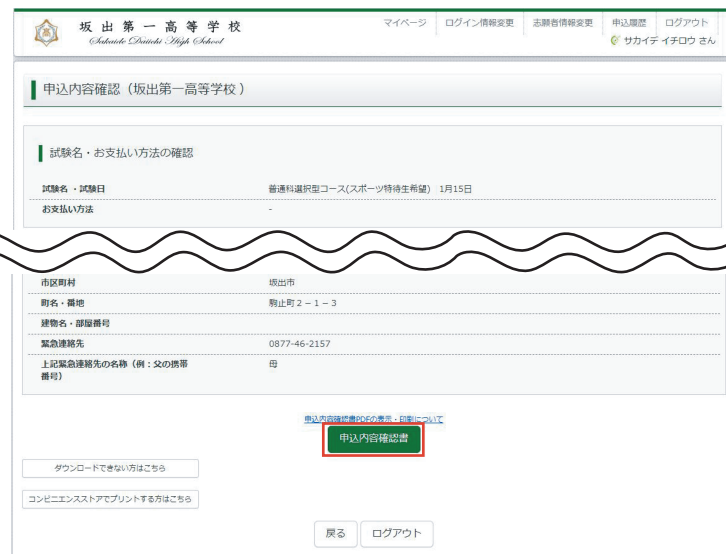 坂出第一高等学校
Sakaide Daiichi High School
マイページ ログイン情報変更 志願者情報変更 申込履歴 ログアウト
サカイデ イチロウ さん
申込内容確認（坂出第一高等学校）
試験名・お支払い方法の確認
試験名 ・試験日 普通科選択型コース(スポーツ特待生希望) 1月15日
お支払い方法 -
市区町村 坂出市
町名・番地 駒止町２－１－３
建物名・部屋番号
緊急連絡先 0877-46-2157
上記緊急連絡先の名称（例：父の携帯 母
番号）
申込内容確認書PDFの表示・印刷について
申込内容確認書
ダウンロードできない方はこちら
コンビニエンスストアでプリントする方はこちら
戻る ログアウト